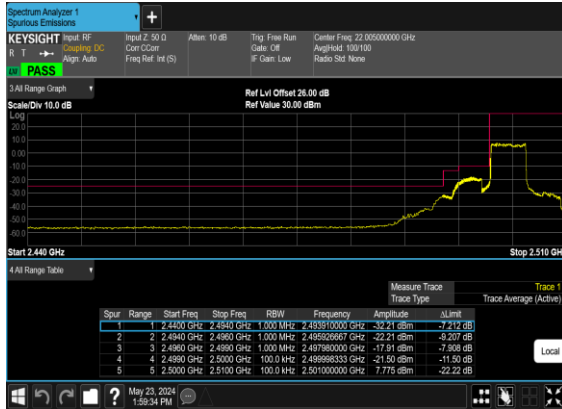 Spectrum Analyzer 1
Spurious Emissions
KEYSIGHT Input: RF Input Z: 50 Ω Atten: 10 dB Trig: Free Run Center Freq: 22.005000000 GHz
R T Coupling: DC Corr CCorr Gate: Off Avg|Hold: 100/100
Align: Auto Freq Ref: Int (S) IF Gain: Low Radio Std: None
PASS
3 All Range Graph
Ref Lvl Offset 26.00 dB
Scale/Div 10.0 dB Ref Value 30.00 dBm
Log
20.0
10.0
0.00
-10.0
-20.0
-30.0
-40.0
-50.0
-60.0
Start 2.440 GHz Stop 2.510 GH
4 All Range Table
Measure Trace Trace 1
Trace Type Trace Average (Active)
Spur Range Start Freq Stop Freq RBW Frequency Amplitude ΔLimit
1 1 2.4400 GHz 2.4940 GHz 1.000 MHz 2.493910000 GHz -32.21 dBm -7.212 dB
2 2 2.4940 GHz 2.4960 GHz 1.000 MHz 2.495926667 GHz -22.21 dBm -9.207 dB
3 3 2.4960 GHz 2.4990 GHz 1.000 MHz 2.497980000 GHz -17.91 dBm -7.908 dB
4 4 2.4990 GHz 2.5000 GHz 100.0 kHz 2.499998333 GHz -21.50 dBm -11.50 dB
5 5 2.5000 GHz 2.5100 GHz 100.0 kHz 2.501000000 GHz 7.775 dBm -22.22 dB
Local
May 23, 2024
1:59:34 PM